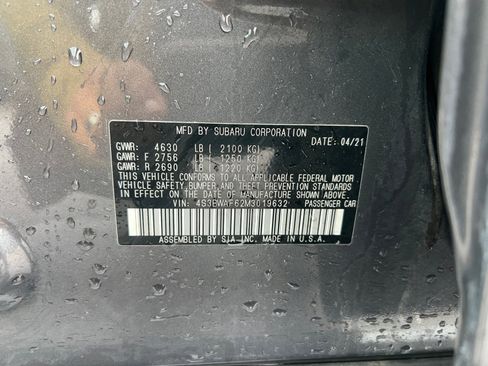 MFD BY SUBARU CORPORATION DATE: 04/21
GVWR: 4630 LB ( 2100 KG)
GAWR: F 2756 LB ( 1250 KG)
GAWR: R 2690 LB ( 1220 KG)
THIS VEHICLE CONFORMS TO ALL APPLICABLE FEDERAL MOTOR
VEHICLE SAFETY, BUMPER, AND THEFT PREVENTION STANDARDS
IN EFFECT ON THE DATE OF MANUFACTURE SHOWN ABOVE.
VIN: 4S3BWAF62M3019632 PASSENGER CAR
ASSEMBLED BY SIA INC. MADE IN U.S.A.